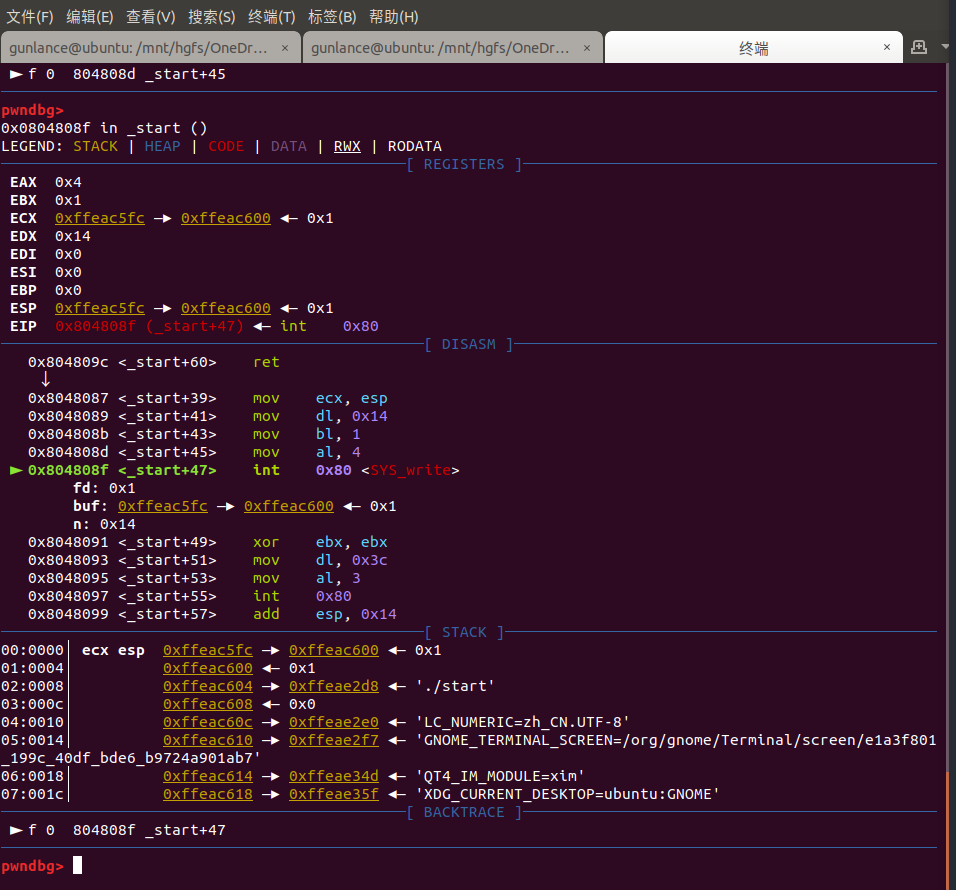 文件(F) 编辑(E) 查看(V) 搜索(S) 终端(T) 标签(B) 帮助(H)
gunlance@ubuntu: /mnt/hgfs/OneDr… × gunlance@ubuntu: /mnt/hgfs/OneDr… × 终端 ×
► f 0 804808d _start+45
pwndbg>
0x0804808f in _start ()
LEGEND: STACK | HEAP | CODE | DATA | RWX | RODATA
[ REGISTERS ]
EAX 0x4
EBX 0x1
ECX 0xffeac5fc —► 0xffeac600 ◄— 0x1
EDX 0x14
EDI 0x0
ESI 0x0
EBP 0x0
ESP 0xffeac5fc —► 0xffeac600 ◄— 0x1
EIP 0x804808f (_start+47) ◄— int 0x80
[ DISASM ]
0x804809c <_start+60> ret
↓
0x8048087 <_start+39> mov ecx, esp
0x8048089 <_start+41> mov dl, 0x14
0x804808b <_start+43> mov bl, 1
0x804808d <_start+45> mov al, 4
► 0x804808f <_start+47> int 0x80 <SYS_write>
fd: 0x1
buf: 0xffeac5fc —► 0xffeac600 ◄— 0x1
n: 0x14
0x8048091 <_start+49> xor ebx, ebx
0x8048093 <_start+51> mov dl, 0x3c
0x8048095 <_start+53> mov al, 3
0x8048097 <_start+55> int 0x80
0x8048099 <_start+57> add esp, 0x14
[ STACK ]
00:0000│ ecx esp 0xffeac5fc —► 0xffeac600 ◄— 0x1
01:0004│ 0xffeac600 ◄— 0x1
02:0008│ 0xffeac604 —► 0xffeae2d8 ◄— './start'
03:000c│ 0xffeac608 ◄— 0x0
04:0010│ 0xffeac60c —► 0xffeae2e0 ◄— 'LC_NUMERIC=zh_CN.UTF-8'
05:0014│ 0xffeac610 —► 0xffeae2f7 ◄— 'GNOME_TERMINAL_SCREEN=/org/gnome/Terminal/screen/e1a3f801
_199c_40df_bde6_b9724a901ab7'
06:0018│ 0xffeac614 —► 0xffeae34d ◄— 'QT4_IM_MODULE=xim'
07:001c│ 0xffeac618 —► 0xffeae35f ◄— 'XDG_CURRENT_DESKTOP=ubuntu:GNOME'
[ BACKTRACE ]
► f 0 804808f _start+47
pwndbg>